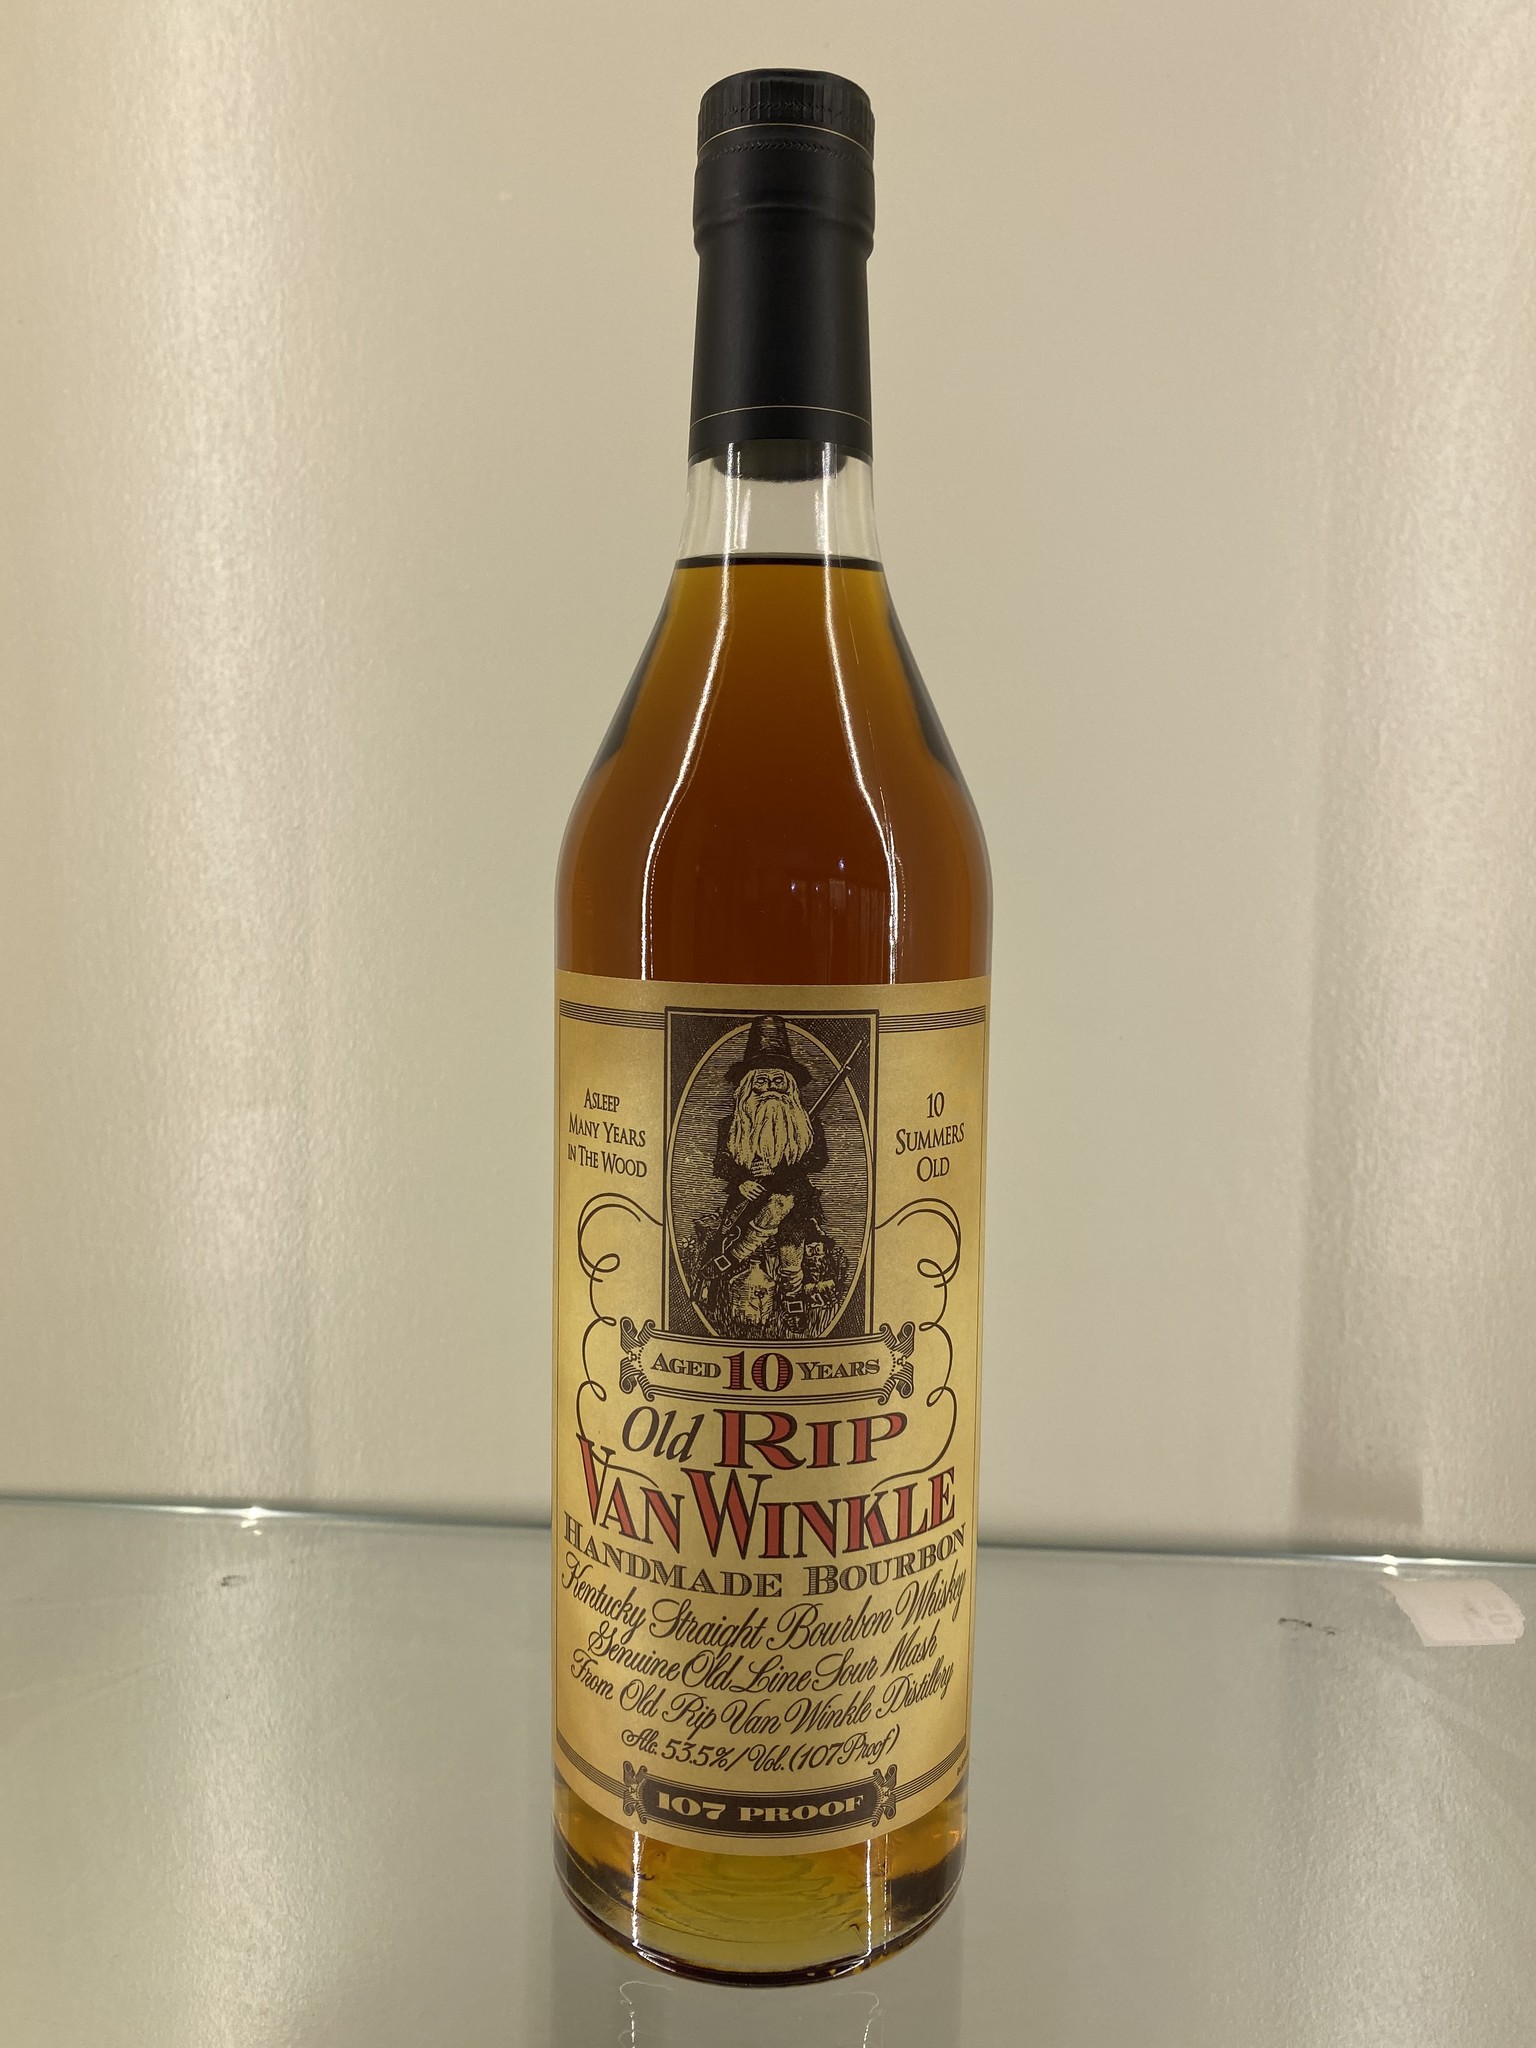 ASLEEP
MANY YEARS
IN THE WOOD
10
SUMMERS
OLD
AGED 10 YEARS
Old RIP
VAN WINKLE
HANDMADE BOURBON
Kentucky Straight Bourbon Whiskey
Genuine Old Line Sour Mash
From Old Rip Van Winkle Distillery
Alc. 53.5%/Vol. (107 Proof)
107 PROOF